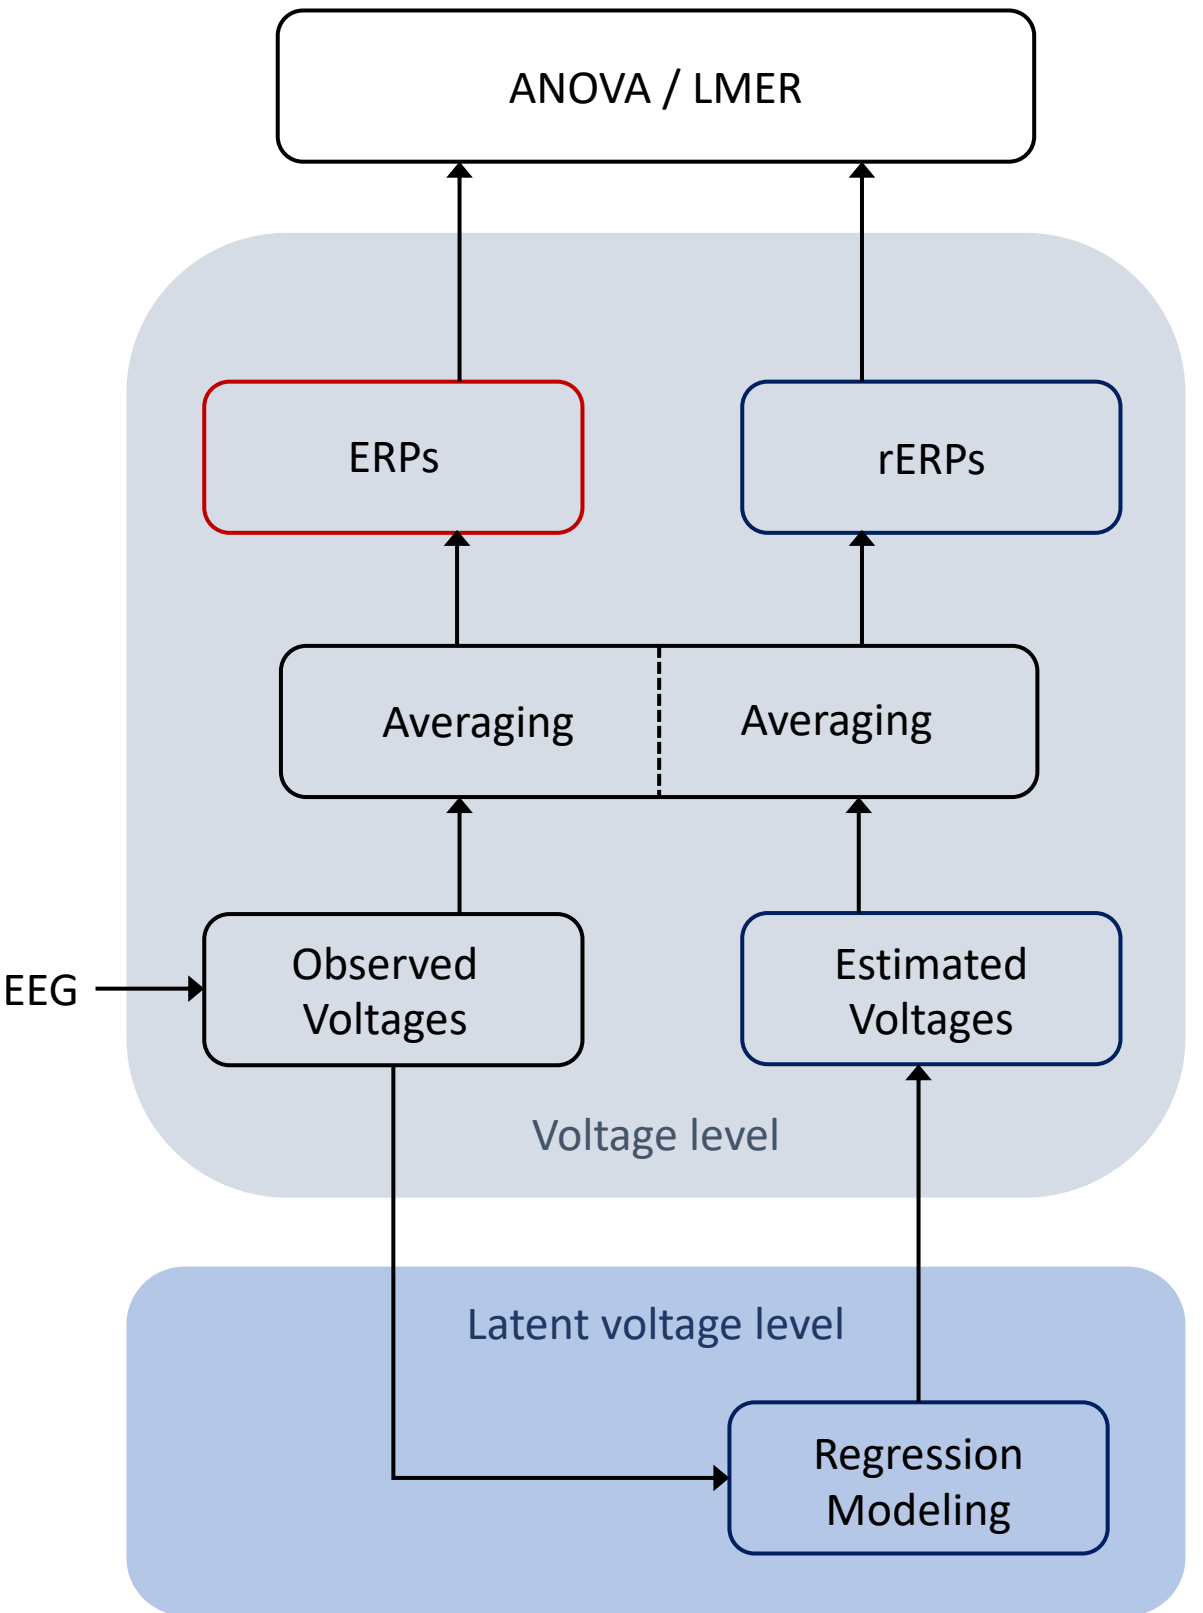 ANOVA / LMER
ERPs
rERPs
Averaging
Averaging
EEG
Observed
Voltages
Estimated
Voltages
Voltage level
Latent voltage level
Regression
Modeling